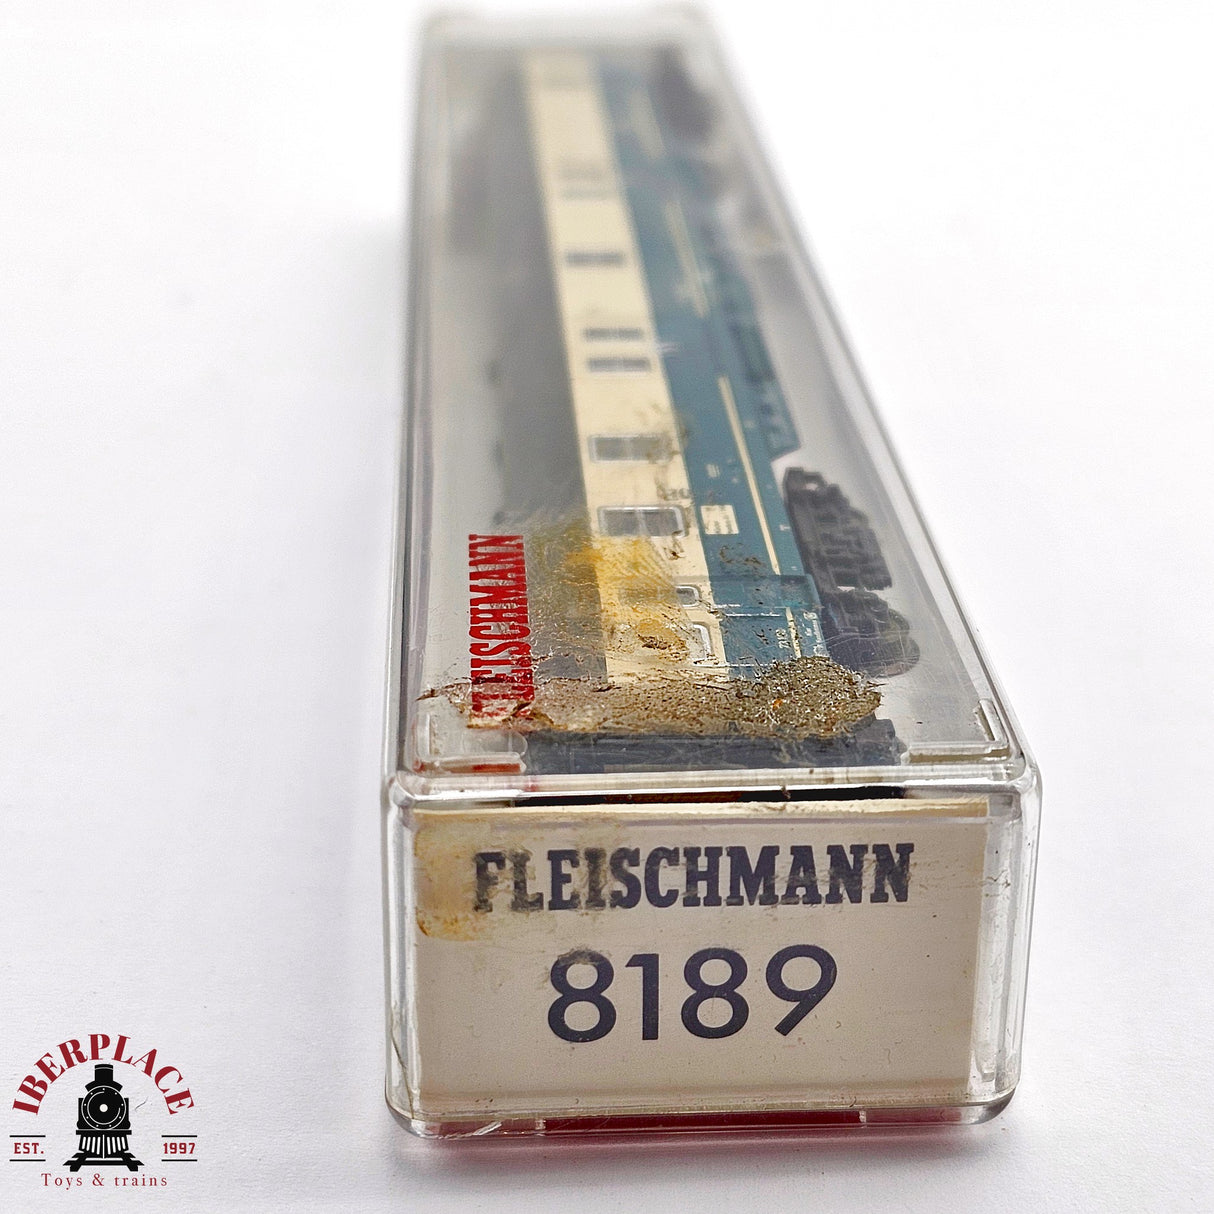 FLEISCHMANN
FLEISCHMANN
8189
IBERPLACE
EST. 1997
Toys & trains